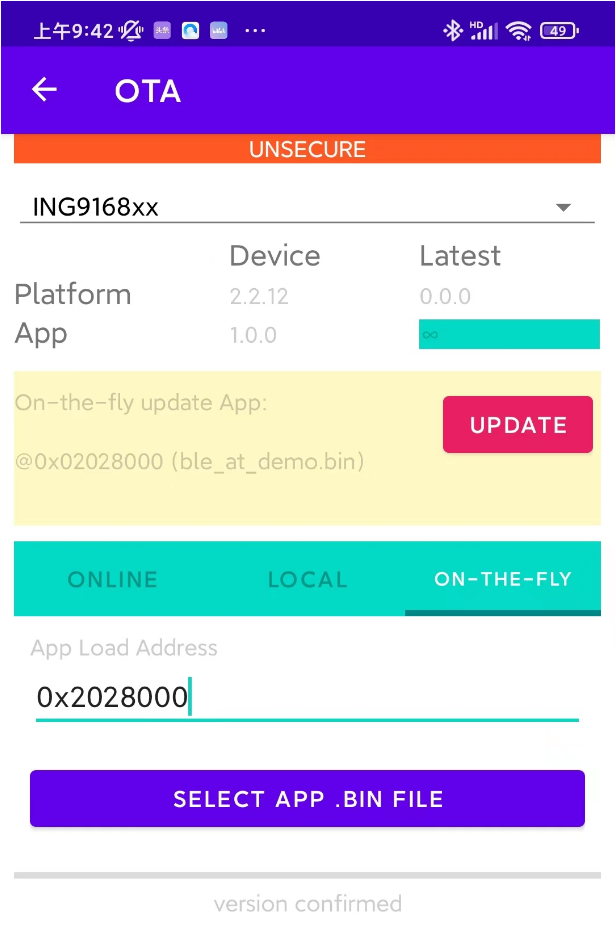 上午9:42
HD
49
OTA
UNSECURE
ING9168xx
Device Latest
Platform 2.2.12 0.0.0
App 1.0.0 ∞
On-the-fly update App:
UPDATE
@0x02028000 (ble_at_demo.bin)
ONLINE LOCAL ON-THE-FLY
App Load Address
0x2028000
SELECT APP .BIN FILE
version confirmed